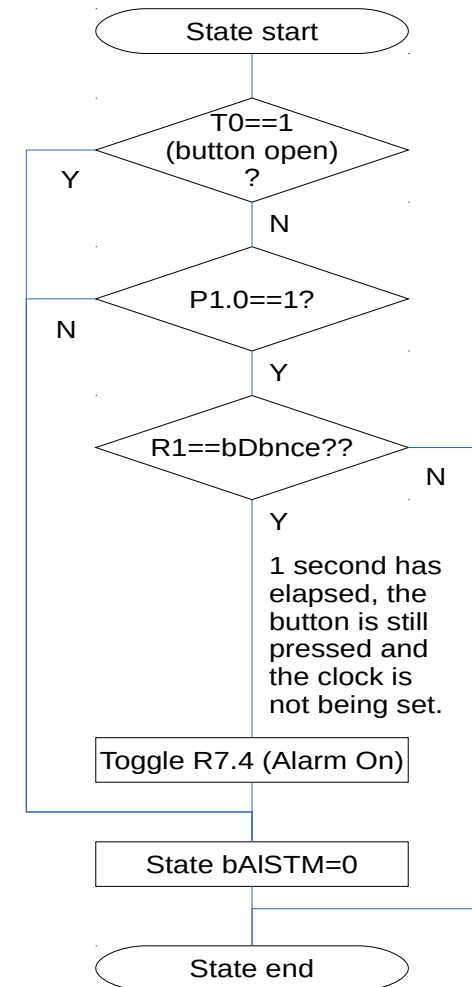 State start
T0==1
(button open)
?
Y
N
P1.0==1?
N
Y
R1==bDbnce??
N
Y
1 second has
elapsed, the
button is still
pressed and
the clock is
not being set.
Toggle R7.4 (Alarm On)
State bAlSTM=0
State end